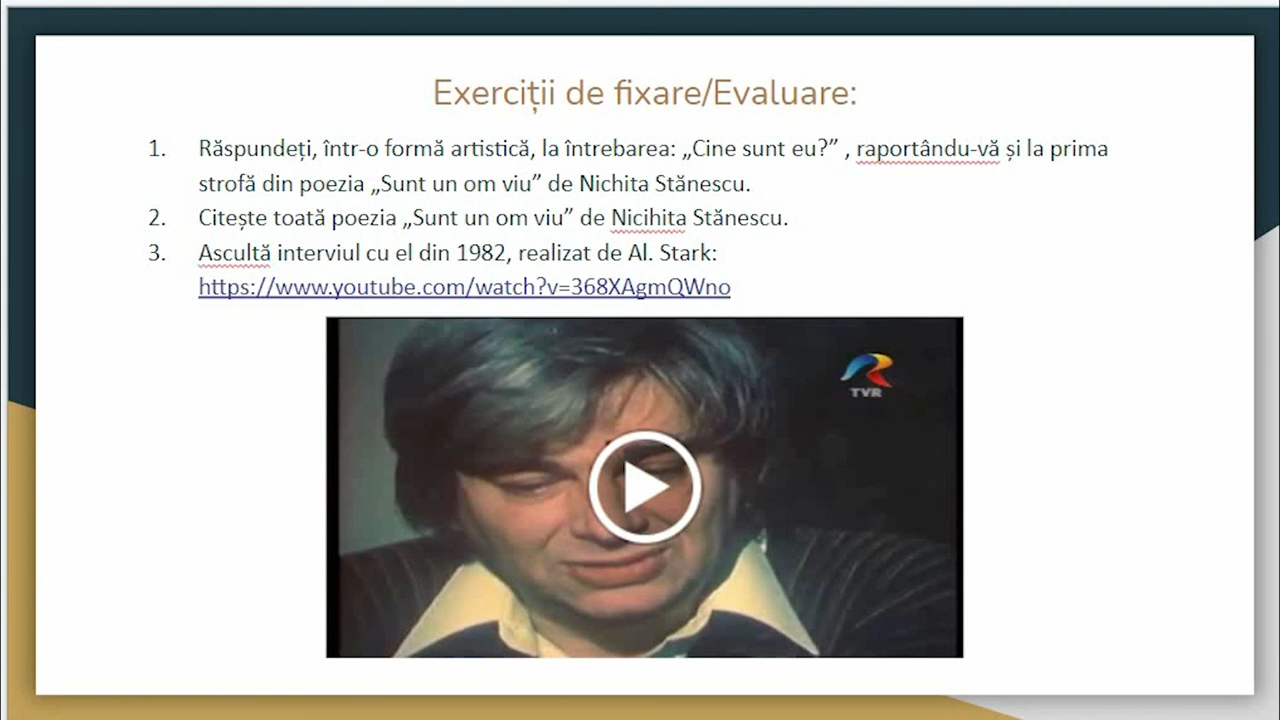 Exerciții de fixare/Evaluare:
1. Răspundeți, într-o formă artistică, la întrebarea: „Cine sunt eu?” , raportându-vă și la prima
strofă din poezia „Sunt un om viu” de Nichita Stănescu.
2. Citește toată poezia „Sunt un om viu” de Nicihita Stănescu.
3. Ascultă interviul cu el din 1982, realizat de Al. Stark:
https://www.youtube.com/watch?v=368XAgmQWno
TVR